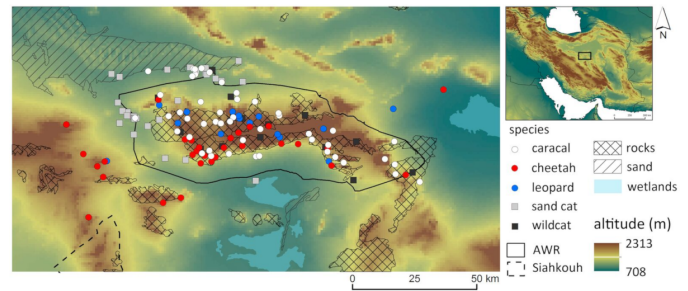 N
species
caracal
cheetah
leopard
sand cat
wildcat
AWR
Siahkouh
rocks
sand
wetlands
altitude (m)
2313
708
0 25 50 km